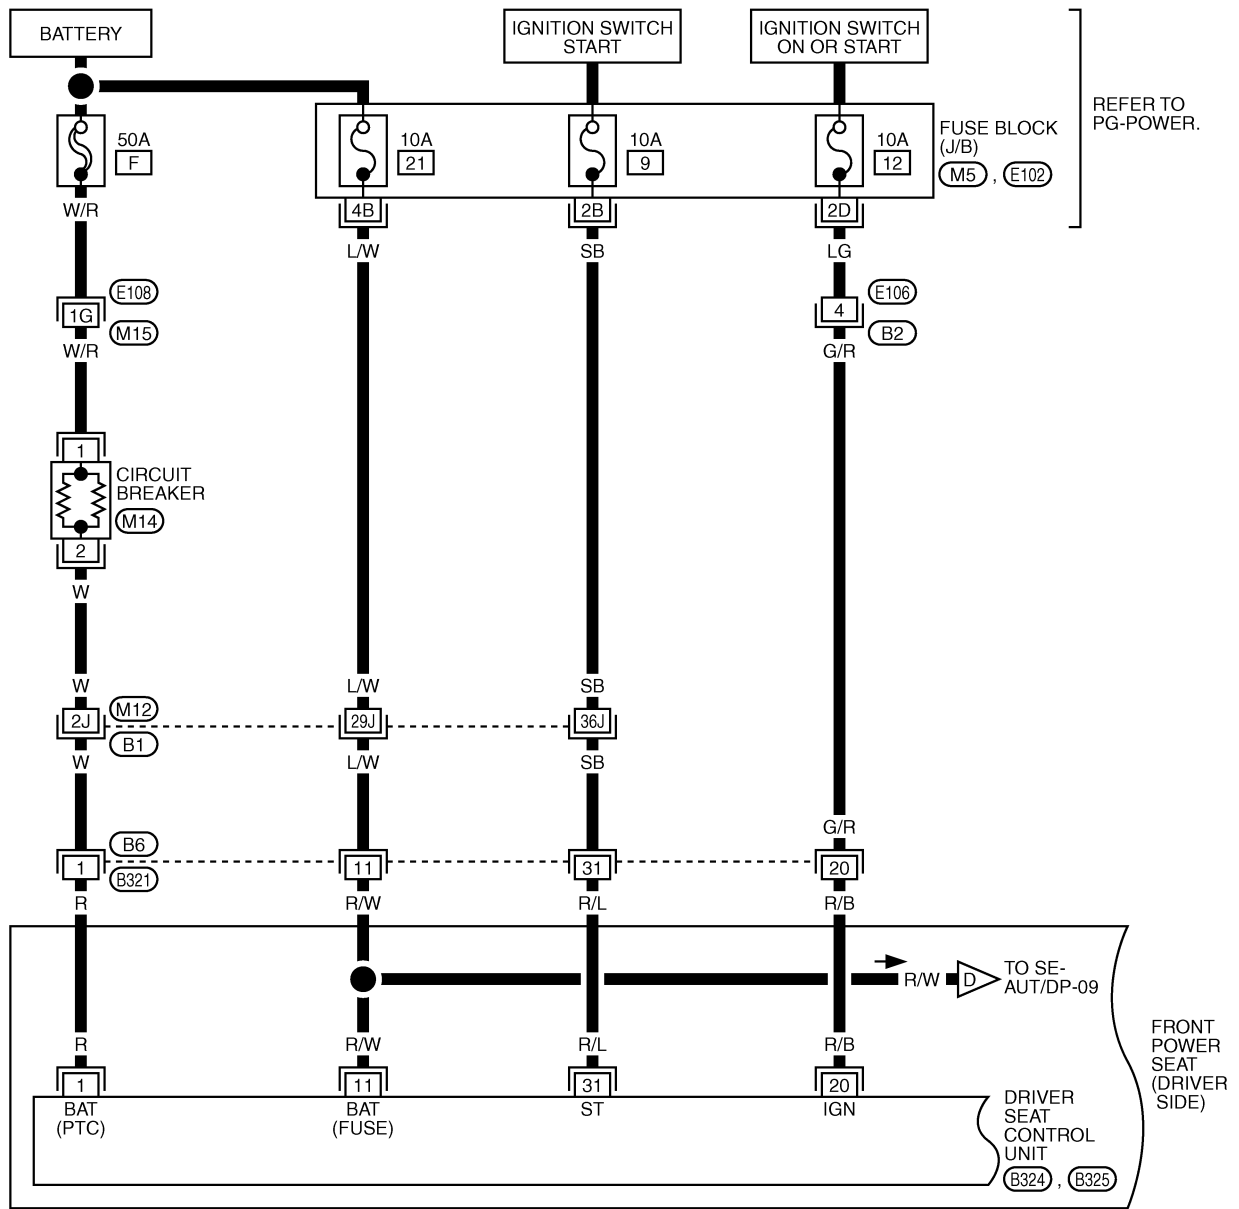 BATTERY
IGNITION SWITCH
START
IGNITION SWITCH
ON OR START
REFER TO
PG-POWER.
50A
F
10A
21
10A
9
10A
12
FUSE BLOCK
(J/B)
M5 , E102
W/R
4B
2B
2D
L/W
SB
LG
1G
E108
M15
4
E106
B2
W/R
G/R
1
CIRCUIT
BREAKER
M14
2
W
W
L/W
SB
2J
M12
B1
29J
36J
W
L/W
SB
G/R
1
B6
B321
11
31
20
R
R/W
R/L
R/B
R/W
D
TO SE-
AUT/DP-09
FRONT
POWER
SEAT
(DRIVER
SIDE)
R
R/W
R/L
R/B
1
11
31
20
BAT
(PTC)
BAT
(FUSE)
ST
IGN
DRIVER
SEAT
CONTROL
UNIT
B324 , B325